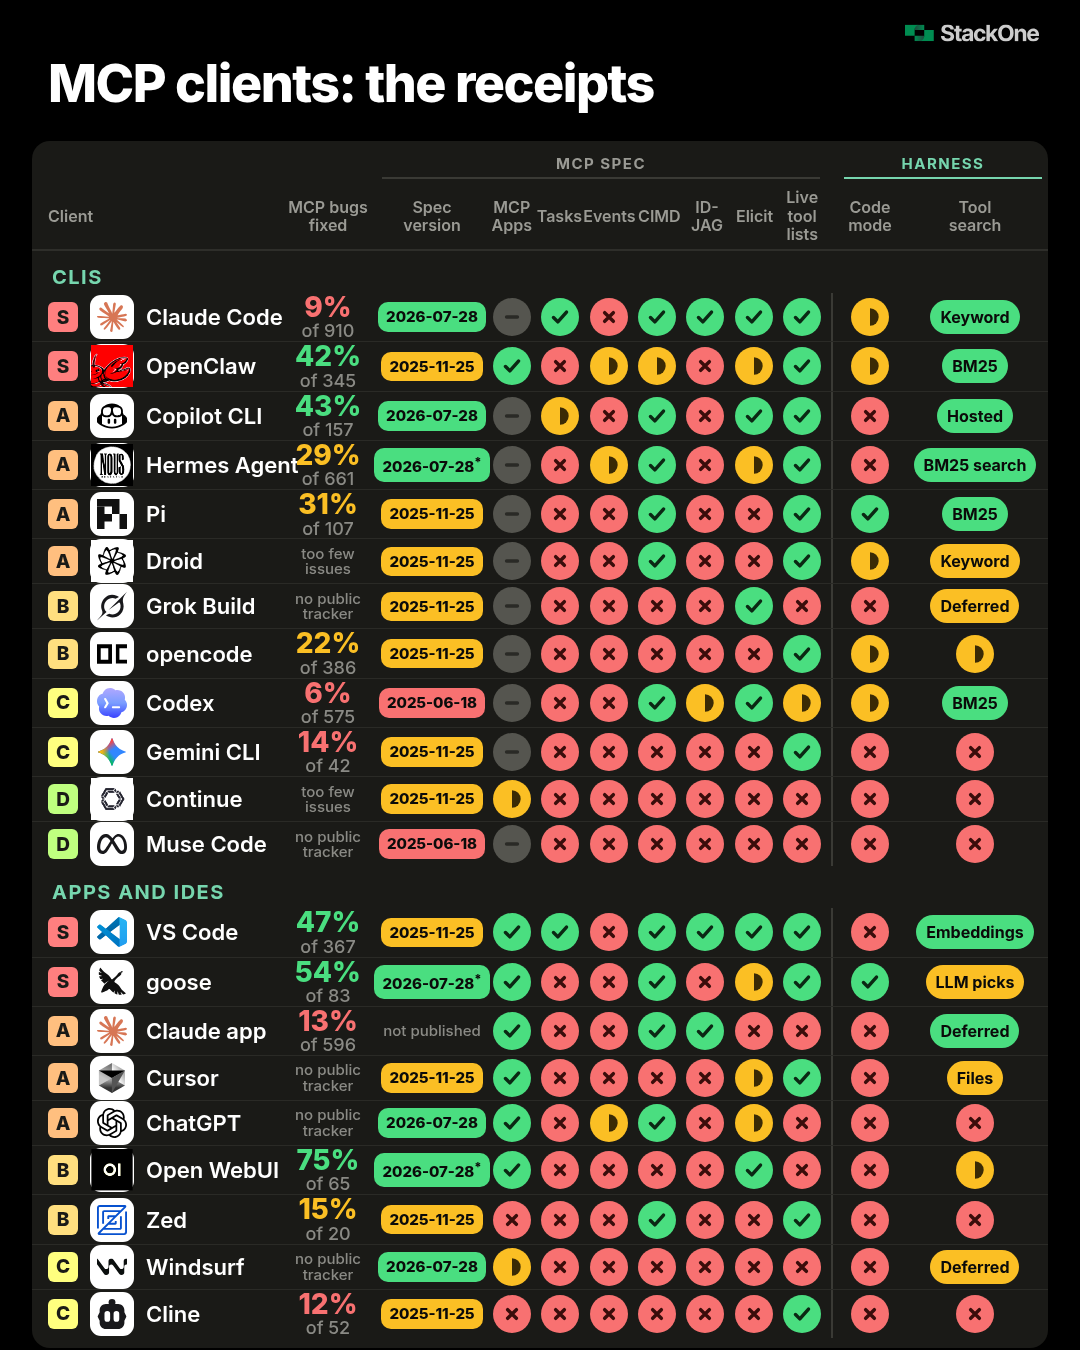 StackOne
MCP clients: the receipts
MCP SPEC HARNESS
Client MCP bugs fixed Spec version MCP Apps Tasks Events CIMD ID-JAG Elicit Live tool lists Code mode Tool search
CLIS
S Claude Code 9% of 910 2026-07-28 Keyword
S OpenClaw 42% of 345 2025-11-25 BM25
A Copilot CLI 43% of 157 2026-07-28 Hosted
A NOUS Hermes Agent 29% of 661 2026-07-28* BM25 search
A Pi 31% of 107 2025-11-25 BM25
A Droid too few issues 2025-11-25 Keyword
B Grok Build no public tracker 2025-11-25 Deferred
B opencode 22% of 386 2025-11-25
C Codex 6% of 575 2025-06-18 BM25
C Gemini CLI 14% of 42 2025-11-25
D Continue too few issues 2025-11-25
D Muse Code no public tracker 2025-06-18
APPS AND IDES
S VS Code 47% of 367 2025-11-25 Embeddings
S goose 54% of 83 2026-07-28* LLM picks
A Claude app 13% of 596 not published Deferred
A Cursor no public tracker 2025-11-25 Files
A ChatGPT no public tracker 2026-07-28
B OI Open WebUI 75% of 65 2026-07-28*
B Zed 15% of 20 2025-11-25
C Windsurf no public tracker 2026-07-28 Deferred
C Cline 12% of 52 2025-11-25